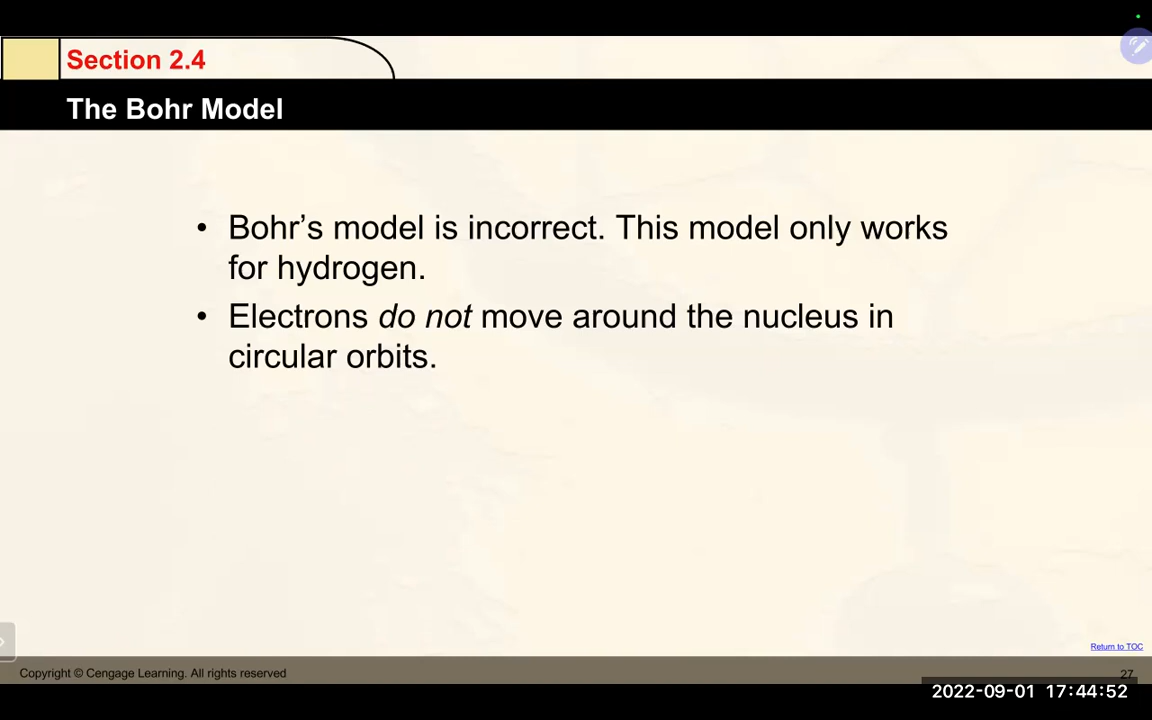 Section 2.4
The Bohr Model
• Bohr’s model is incorrect. This model only works
for hydrogen.
• Electrons do not move around the nucleus in
circular orbits.
Return to TOC
Copyright © Cengage Learning. All rights reserved
27
2022-09-01 17:44:52